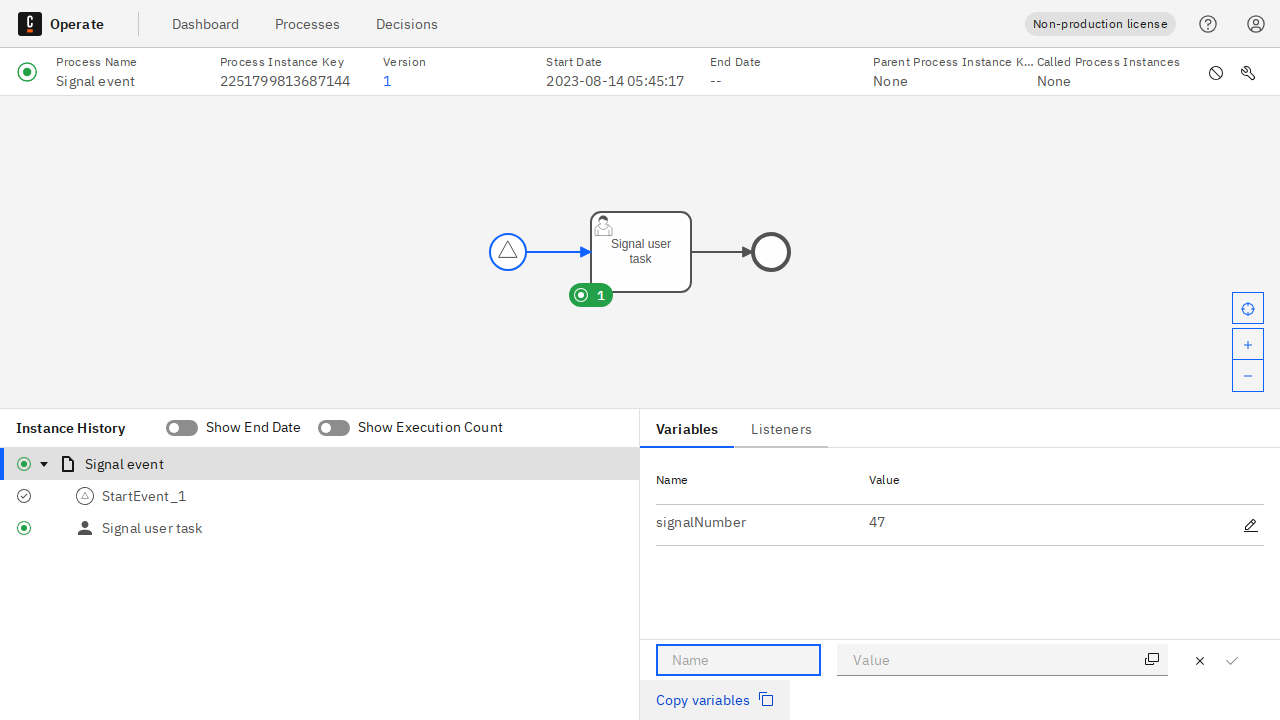 Operate
Dashboard
Processes
Decisions
Non-production license
Process Name
Signal event
Process Instance Key
2251799813687144
Version
1
Start Date
2023-08-14 05:45:17
End Date
--
Parent Process Instance K...
None
Called Process Instances
None
Signal user
task
1
Instance History
Show End Date
Show Execution Count
Signal event
StartEvent_1
Signal user task
Variables
Listeners
Name
Value
signalNumber
47
Name
Value
Copy variables